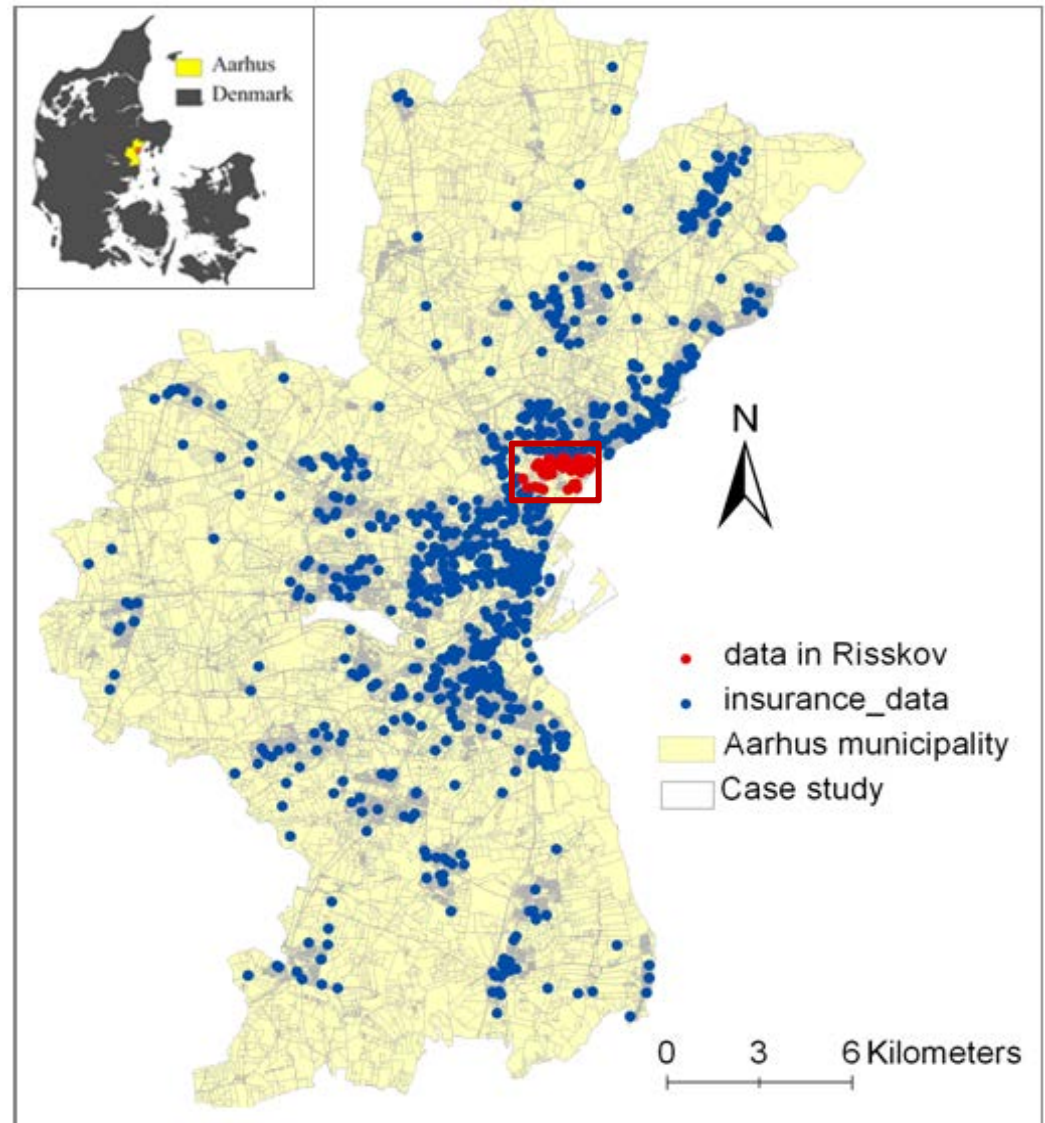 Aarhus
Denmark
N
data in Risskov
insurance_data
Aarhus municipality
Case study
0 3 6 Kilometers